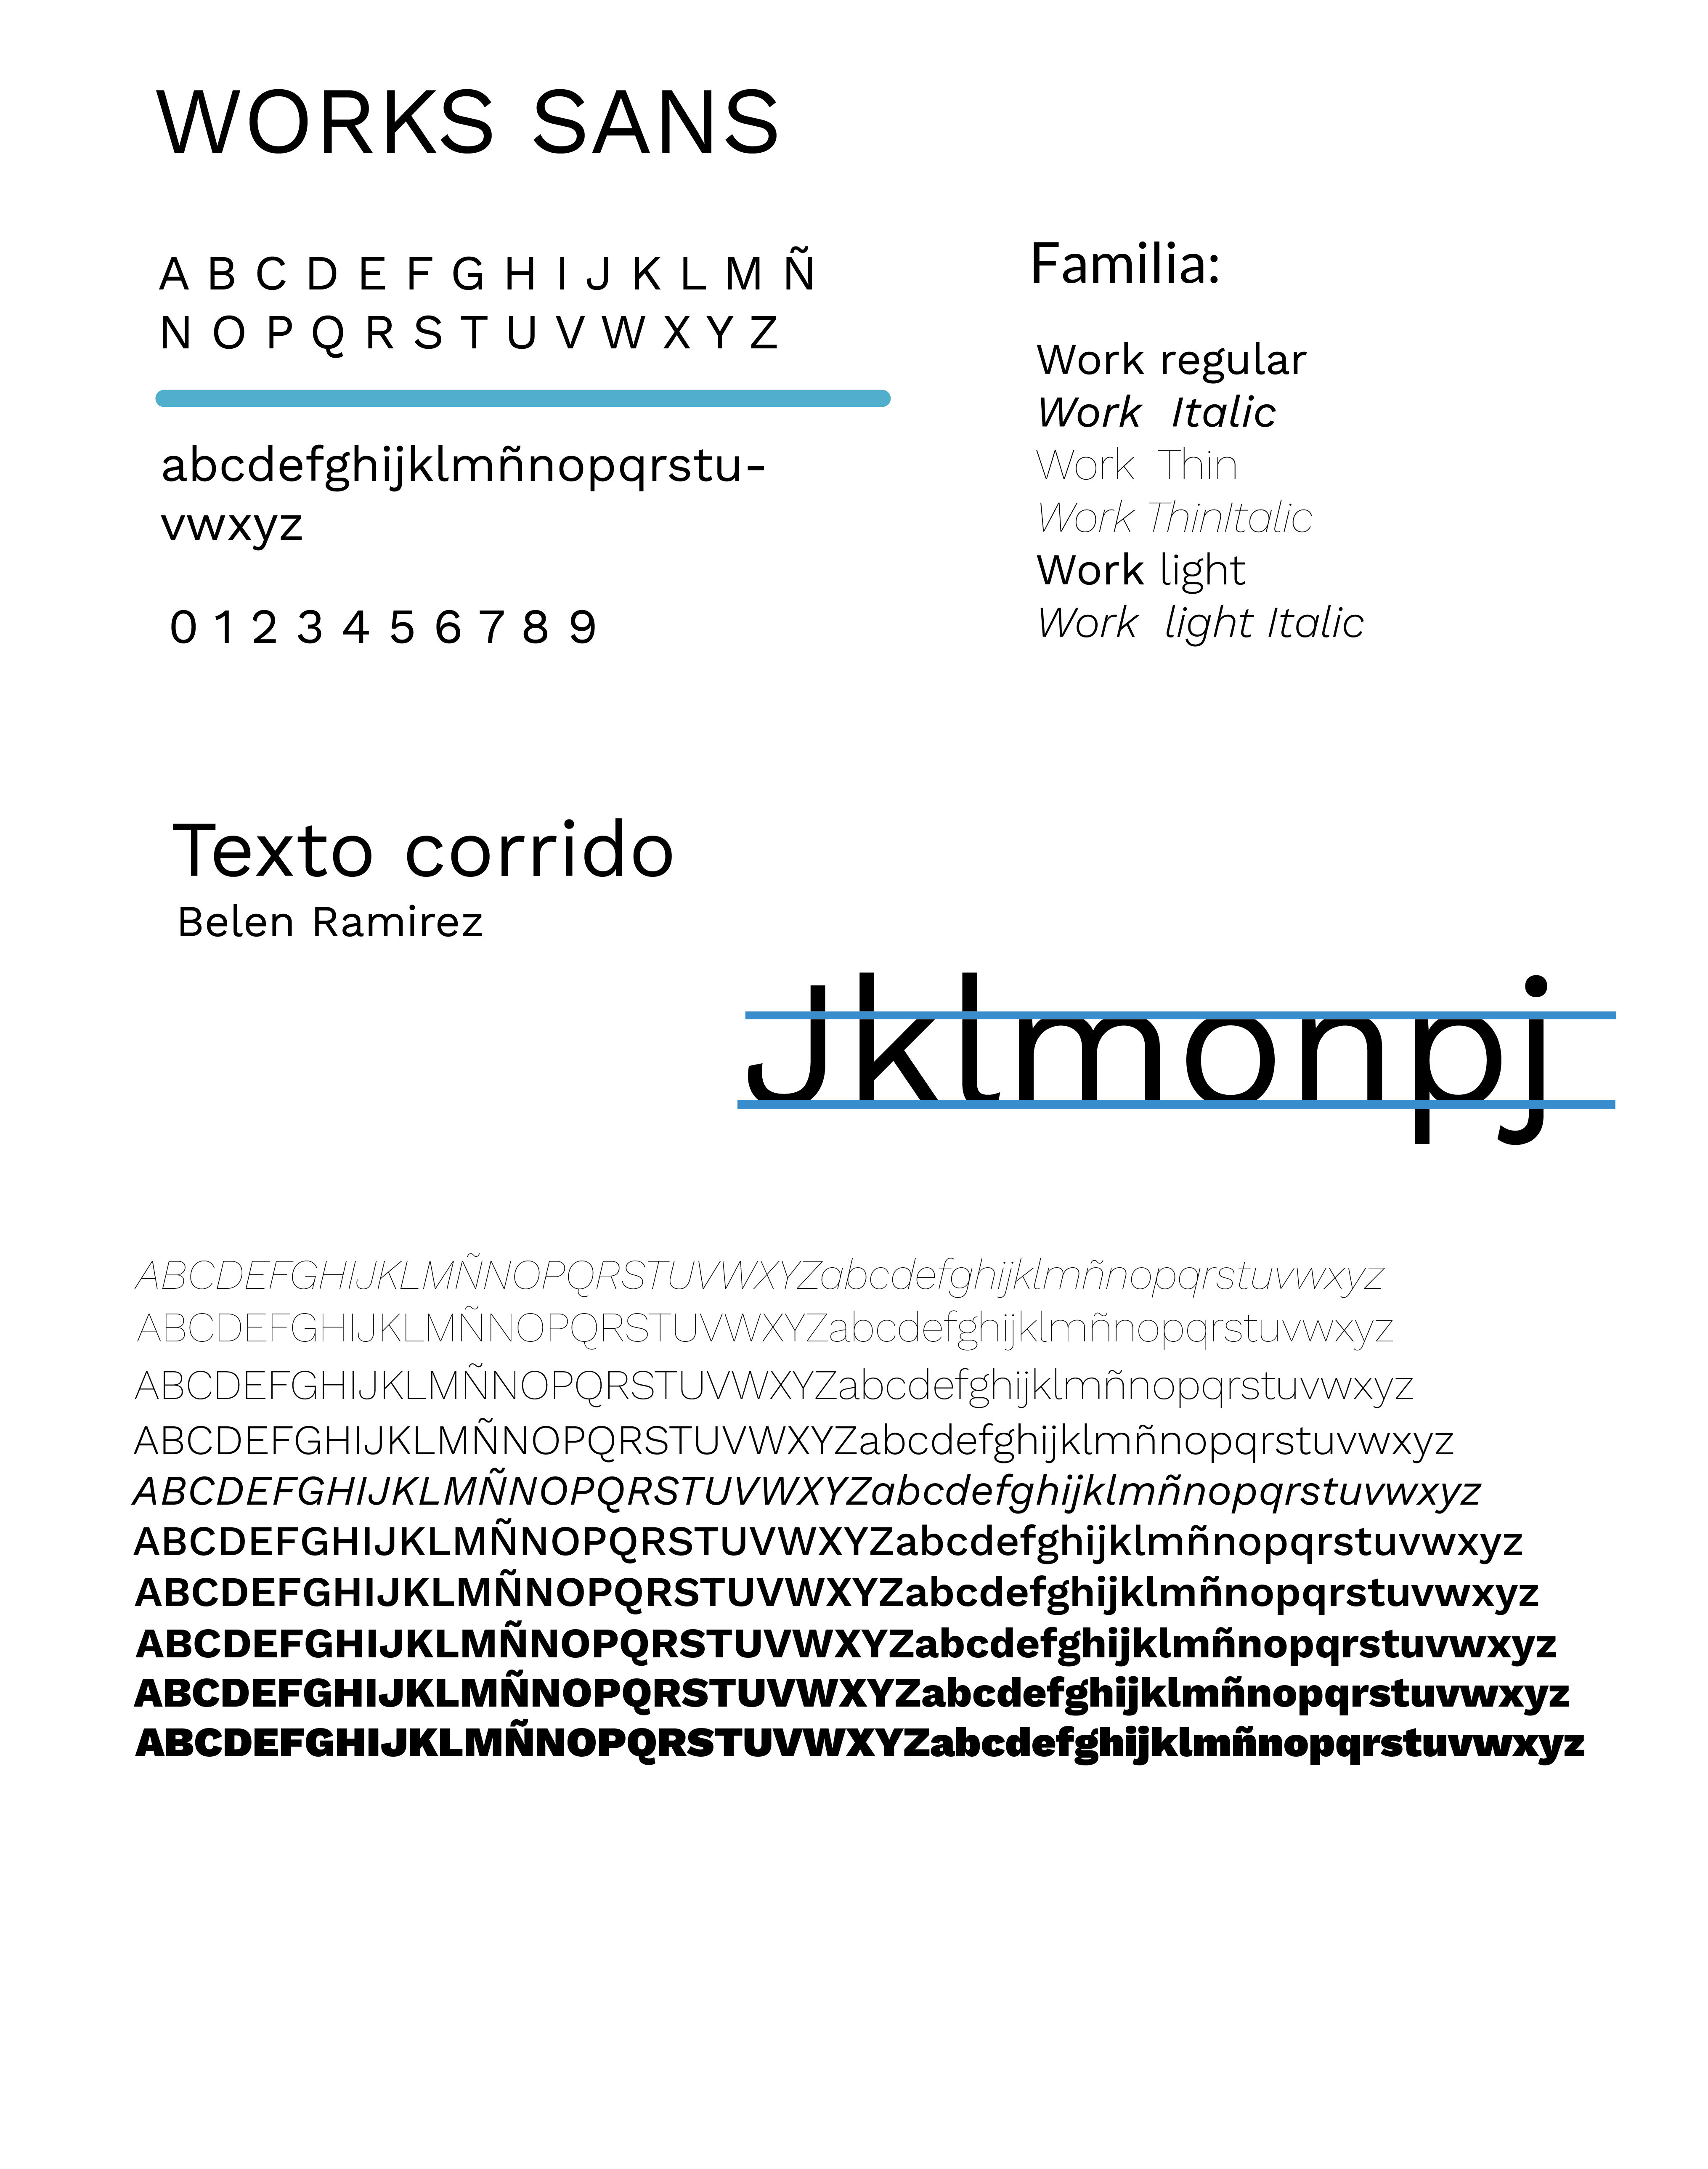 WORKS SANS
A B C D E F G H I J K L M Ñ
N O P Q R S T U V W X Y Z
abcdefghijklmñnopqrstu-
vwxyz
0 1 2 3 4 5 6 7 8 9
Familia:
Work regular
Work Italic
Work Thin
Work ThinItalic
Work light
Work light Italic
Texto corrido
Belen Ramirez
Jklmonpj
ABCDEFGHIJKLMÑNOPQRSTUVWXYZabcdefghijklmñnopqrstuvwxyz
ABCDEFGHIJKLMÑNOPQRSTUVWXYZabcdefghijklmñnopqrstuvwxyz
ABCDEFGHIJKLMÑNOPQRSTUVWXYZabcdefghijklmñnopqrstuvwxyz
ABCDEFGHIJKLMÑNOPQRSTUVWXYZabcdefghijklmñnopqrstuvwxyz
ABCDEFGHIJKLMÑNOPQRSTUVWXYZabcdefghijklmñnopqrstuvwxyz
ABCDEFGHIJKLMÑNOPQRSTUVWXYZabcdefghijklmñnopqrstuvwxyz
ABCDEFGHIJKLMÑNOPQRSTUVWXYZabcdefghijklmñnopqrstuvwxyz
ABCDEFGHIJKLMÑNOPQRSTUVWXYZabcdefghijklmñnopqrstuvwxyz
ABCDEFGHIJKLMÑNOPQRSTUVWXYZabcdefghijklmñnopqrstuvwxyz
ABCDEFGHIJKLMÑNOPQRSTUVWXYZabcdefghijklmñnopqrstuvwxyz